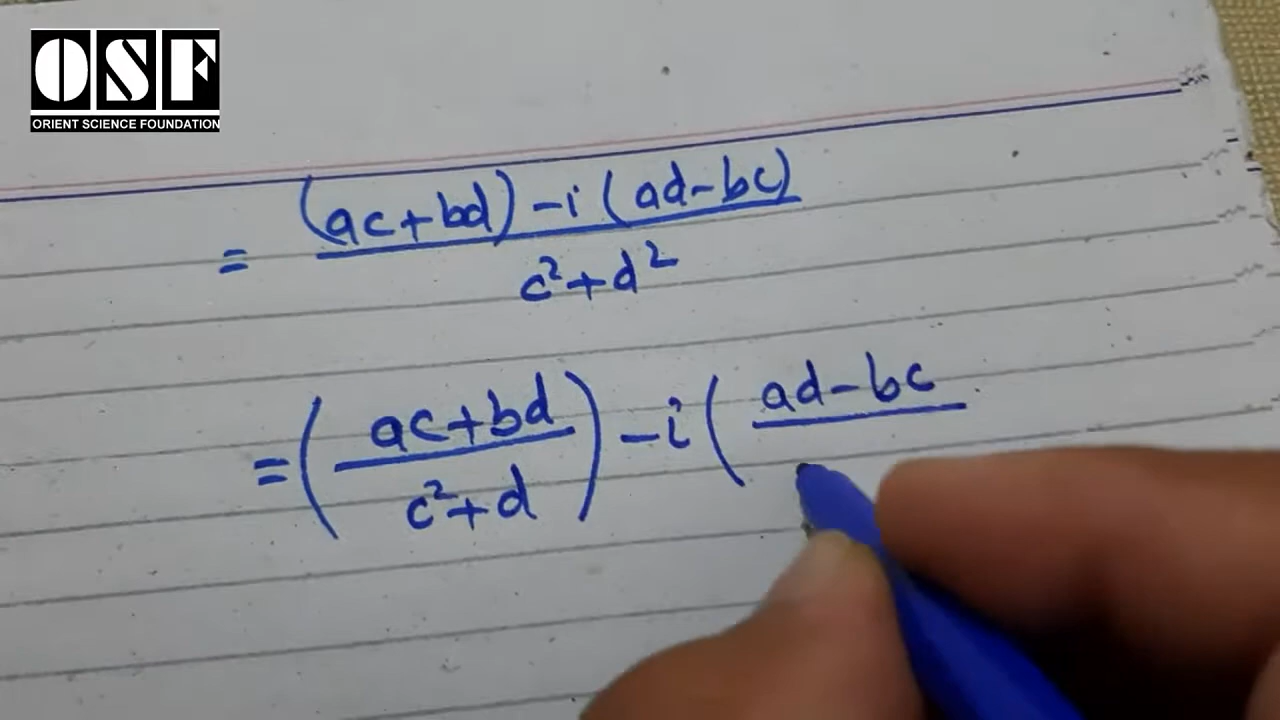 OSF
ORIENT SCIENCE FOUNDATION
= (ac+bd) - i (ad-bc)
c²+d²
= ( ac+bd ) - i ( ad-bc
c²+d